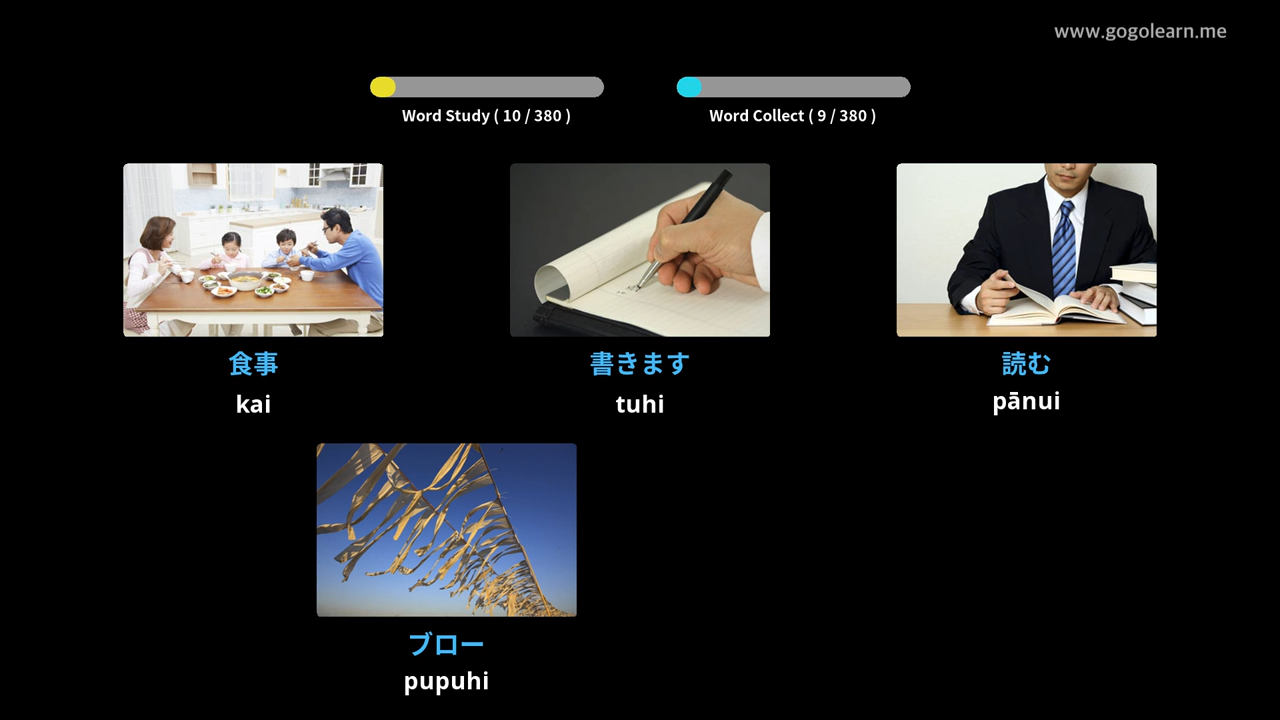 www.gogolearn.me
Word Study ( 10 / 380 )
Word Collect ( 9 / 380 )
食事
kai
書きます
tuhi
読む
pānui
ブロー
pupuhi